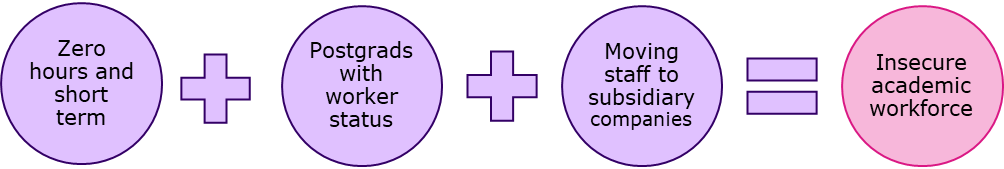 Zero
hours and
short
term
Postgrads
with
worker
status
Moving
staff to
subsidiary
companies
Insecure
academic
workforce